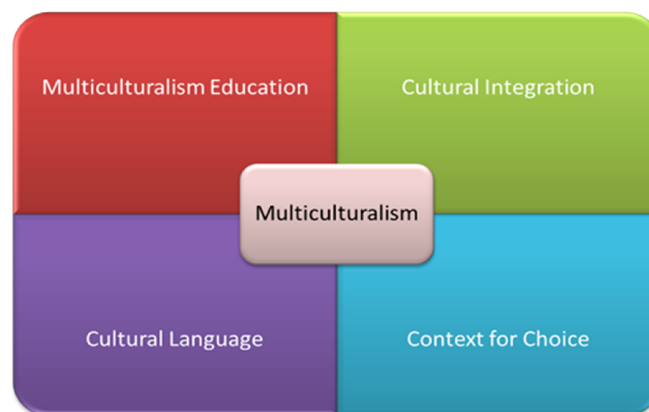 Multiculturalism Education
Cultural Integration
Multiculturalism
Cultural Language
Context for Choice